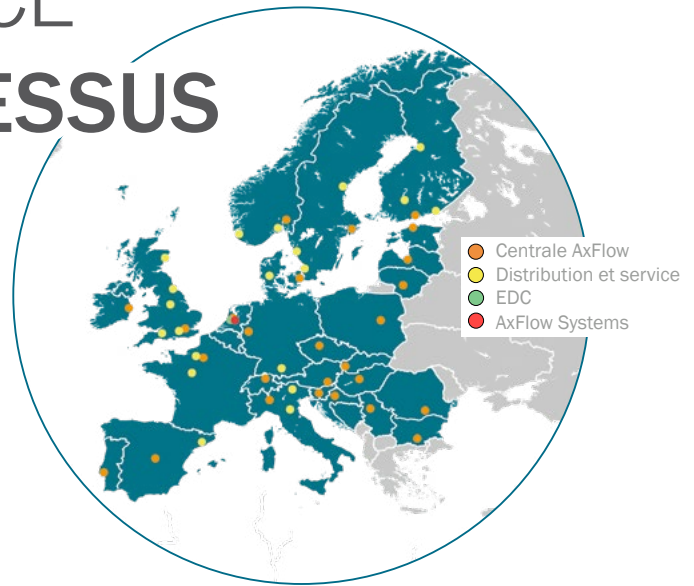 ESSUS
Centrale AxFlow
Distribution et service
EDC
AxFlow Systems